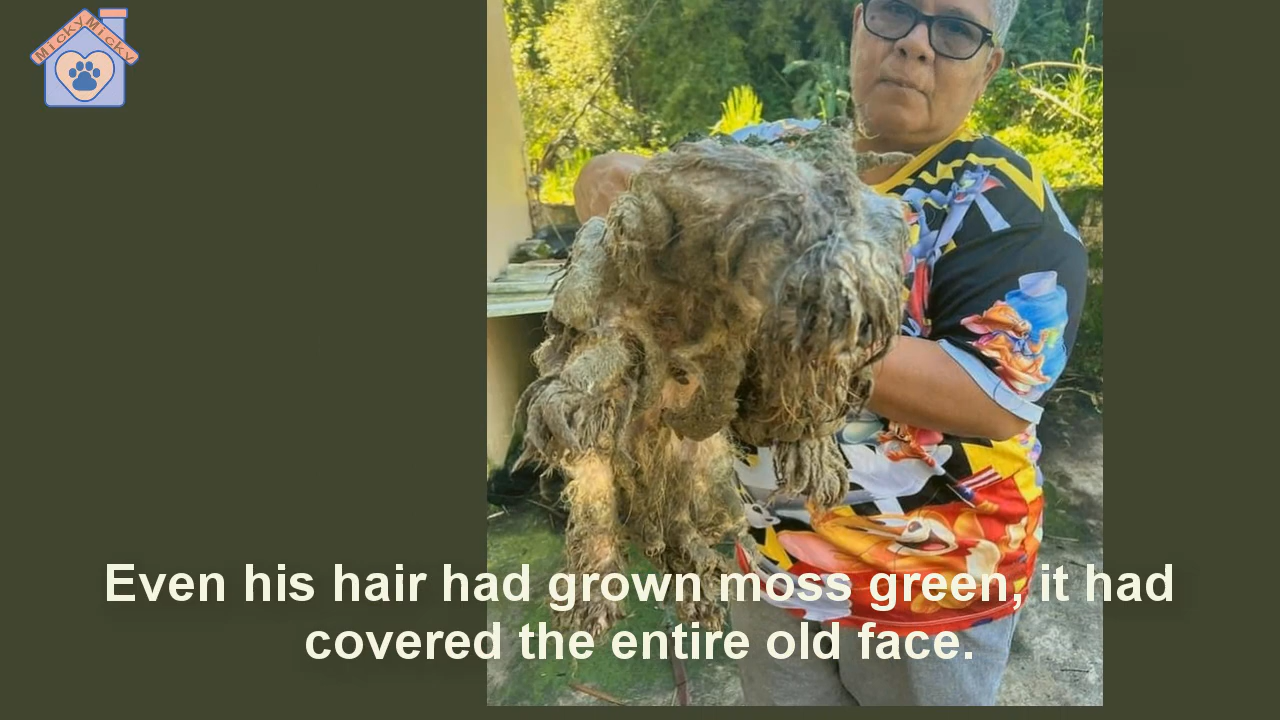 MickyMicky
Even his hair had grown moss green, it had
covered the entire old face.